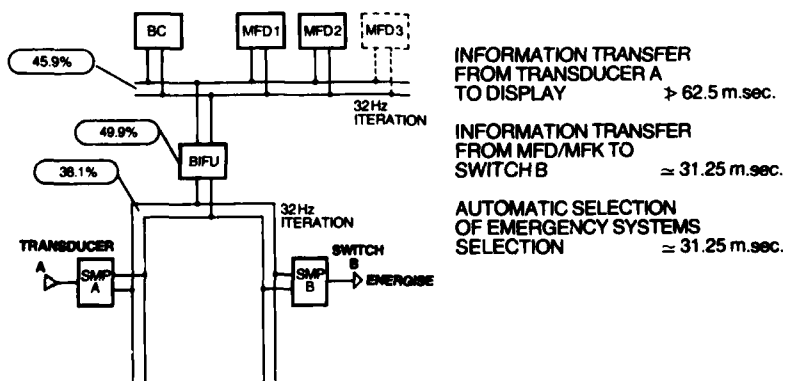 BC
MFD1
MFD2
MFD3
45.9%
32Hz
ITERATION
49.9%
BIFU
38.1%
32Hz
ITERATION
TRANSDUCER
A
SMP
A
SWITCH
B
SMP
B
ENERGISE
INFORMATION TRANSFER
FROM TRANSDUCER A
TO DISPLAY ≯ 62.5 m.sec.
INFORMATION TRANSFER
FROM MFD/MFK TO
SWITCH B ≃ 31.25 m.sec.
AUTOMATIC SELECTION
OF EMERGENCY SYSTEMS
SELECTION ≃ 31.25 m.sec.